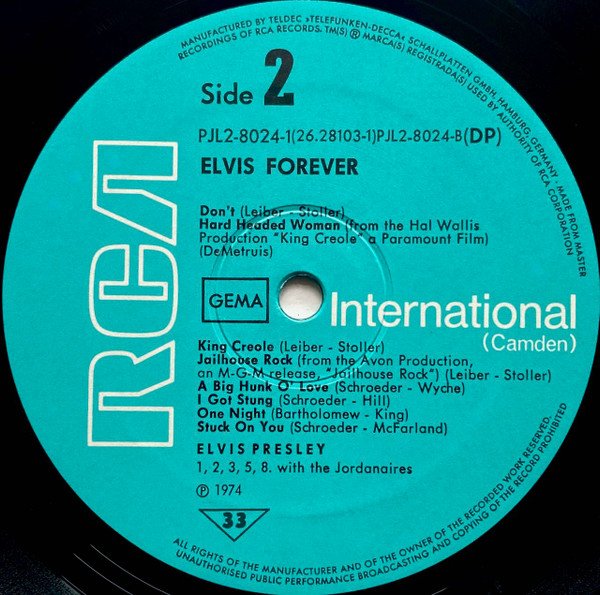 MANUFACTURED BY TELDEC »TELEFUNKEN-DECCA« SCHALLPLATTEN GMBH, HAMBURG, GERMANY · MADE FROM MASTER
RECORDINGS OF RCA RECORDS. TM(S) ® MARCA(S) REGISTRADA(S) USED BY AUTHORITY OF RCA CORPORATION
Side 2
PJL2-8024-1(26.28103-1)PJL2-8024-B(DP)
ELVIS FOREVER
RCA
Don't (Leiber - Stoller)
Hard Headed Woman (from the Hal Wallis
Production "King Creole" a Paramount Film)
(DeMetruis)
GEMA
International
(Camden)
King Creole (Leiber - Stoller)
Jailhouse Rock (from the Avon Production,
an M-G-M release, "Jailhouse Rock") (Leiber - Stoller)
A Big Hunk O' Love (Schroeder - Wyche)
I Got Stung (Schroeder - Hill)
One Night (Bartholomew - King)
Stuck On You (Schroeder - McFarland)
ELVIS PRESLEY
1, 2, 3, 5, 8. with the Jordanaires
℗ 1974
33
ALL RIGHTS OF THE MANUFACTURER AND OF THE OWNER OF THE RECORDED WORK RESERVED.
UNAUTHORISED PUBLIC PERFORMANCE BROADCASTING AND COPYING OF THE RECORD PROHIBITED